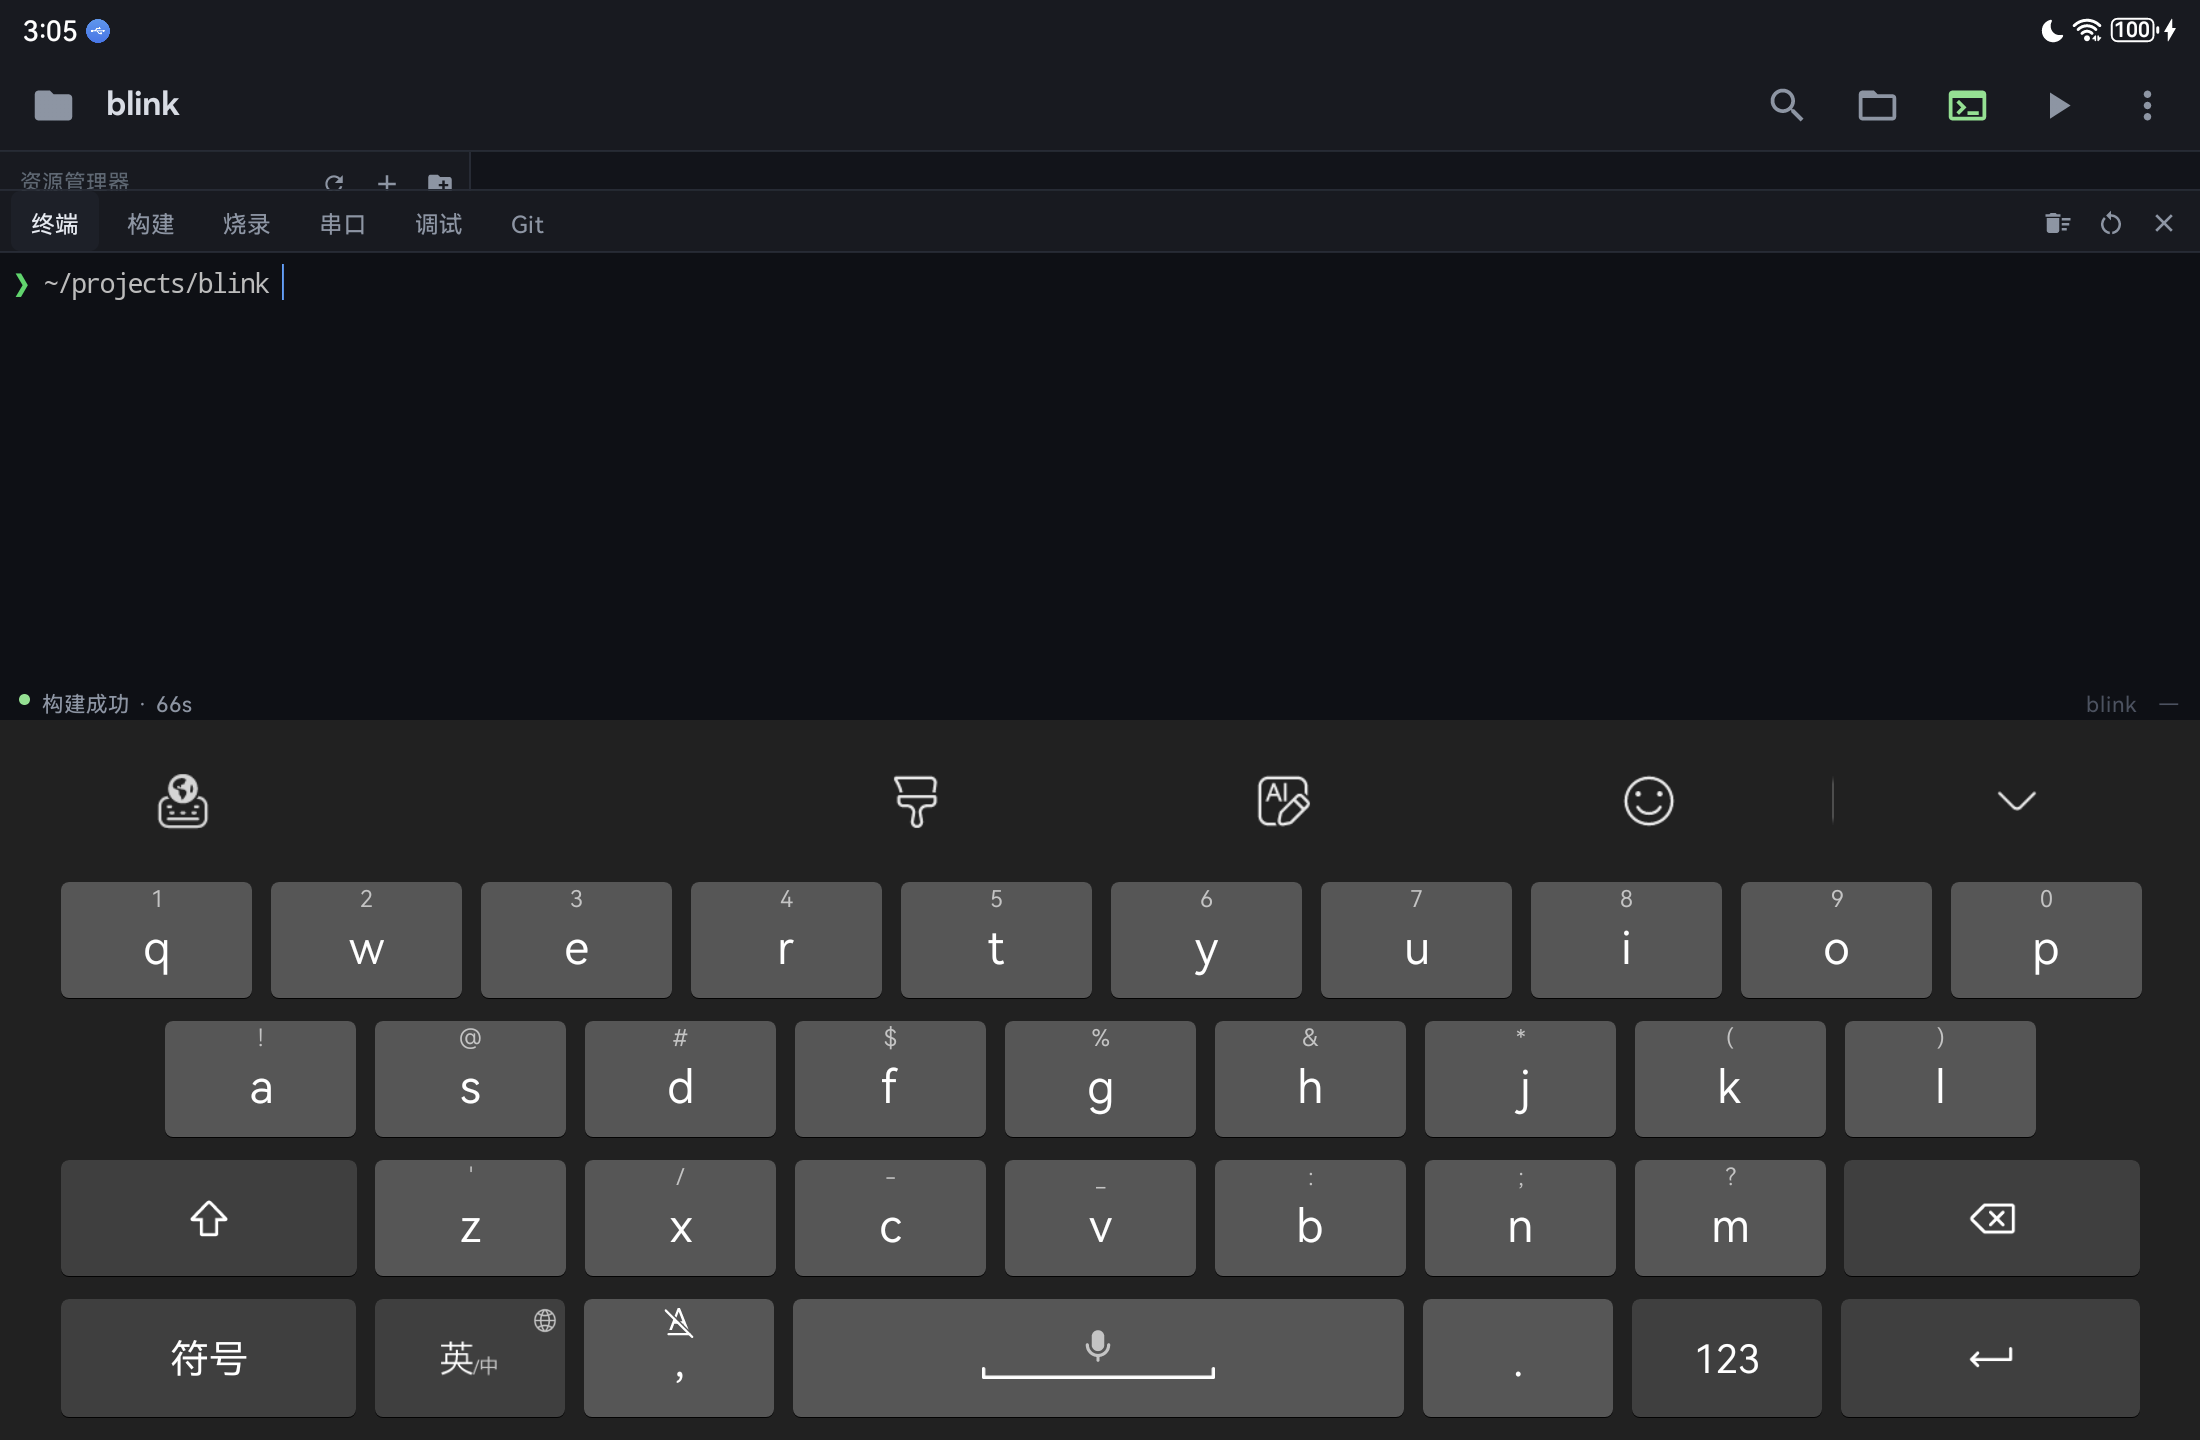 3:05 100
blink
资源管理器
终端 构建 烧录 串口 调试 Git
❯ ~/projects/blink
构建成功 · 66s blink —
AI
1 2 3 4 5 6 7 8 9 0
q w e r t y u i o p
! @ # $ % & * ( )
a s d f g h j k l
' / - _ : ; ?
z x c v b n m
符号 英/中 , . 123